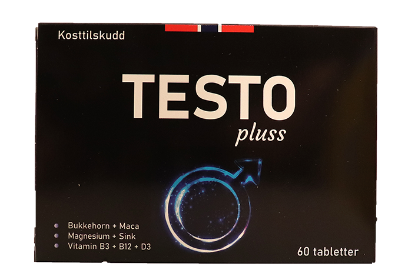 Kosttilskudd
TESTO
pluss
Bukkehorn + Maca
Magnesium + Sink
Vitamin B3 + B12 + D3
60 tabletter